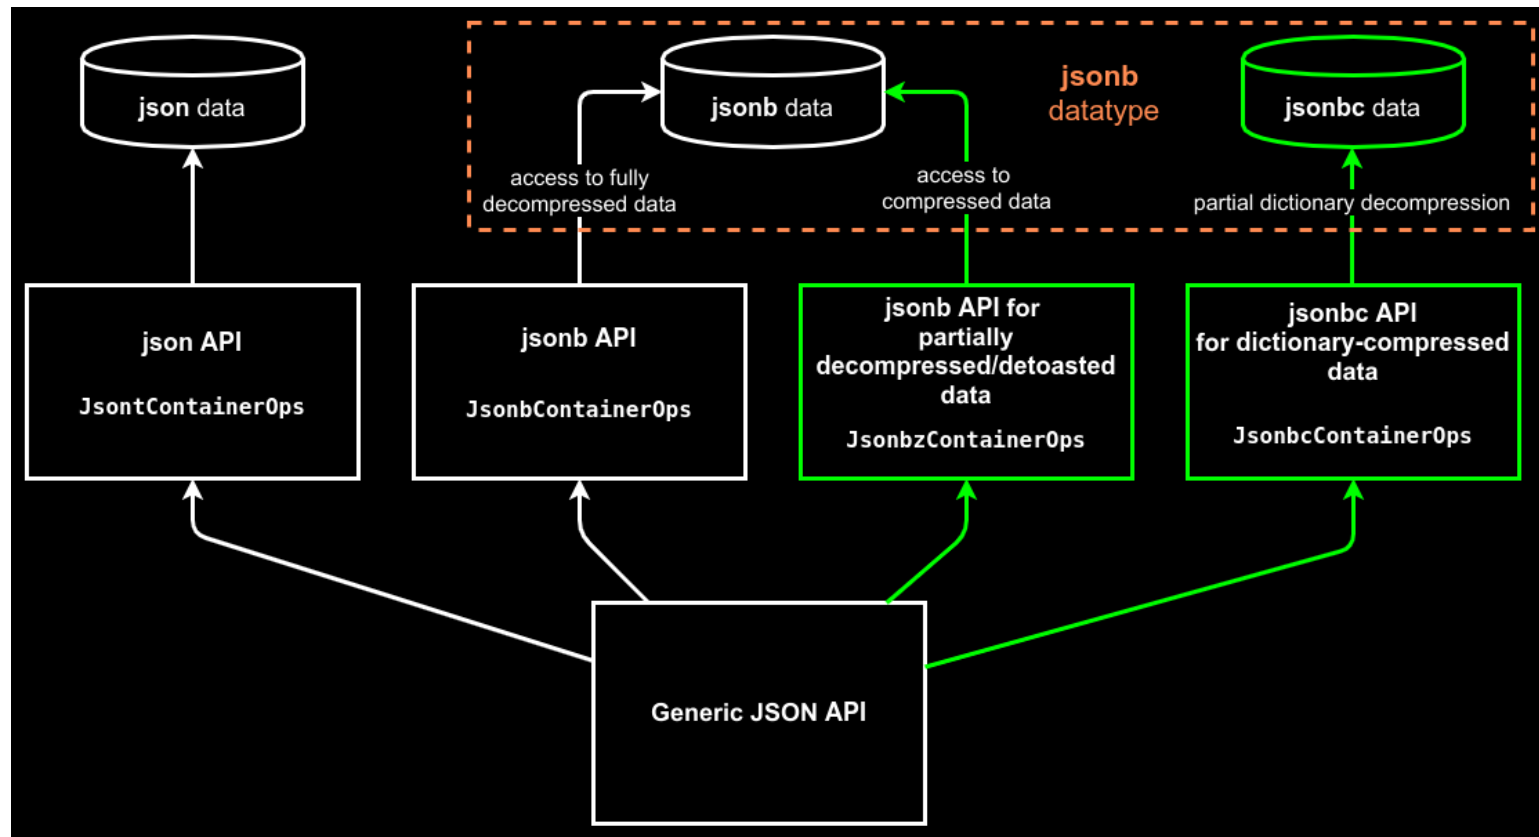 json data
jsonb data
jsonb
datatype
jsonbc data
access to fully
decompressed data
access to
compressed data
partial dictionary decompression
json API
JsontContainerOps
jsonb API
JsonbContainerOps
jsonb API for
partially
decompressed/detoasted
data
JsonbzContainerOps
jsonbc API
for dictionary-compressed
data
JsonbcContainerOps
Generic JSON API